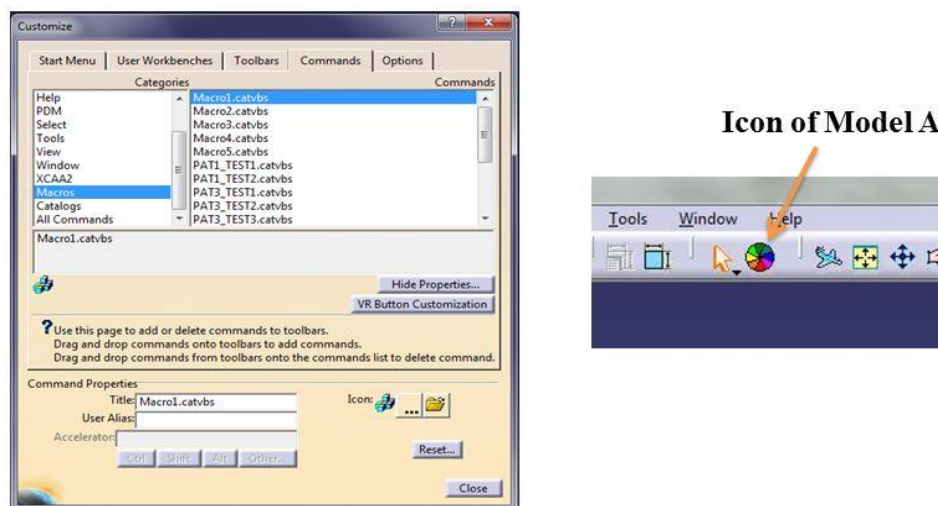 Customize
Start Menu User Workbenches Toolbars Commands Options
Categories Commands
Help
PDM
Select
Tools
View
Window
XCAA2
Macros
Catalogs
All Commands
Macro1.catvbs
Macro2.catvbs
Macro3.catvbs
Macro4.catvbs
Macro5.catvbs
PAT1_TEST1.catvbs
PAT1_TEST2.catvbs
PAT3_TEST1.catvbs
PAT3_TEST2.catvbs
PAT3_TEST3.catvbs
Macro1.catvbs
Hide Properties...
VR Button Customization
? Use this page to add or delete commands to toolbars.
Drag and drop commands onto toolbars to add commands.
Drag and drop commands from toolbars onto the commands list to delete command.
Command Properties
Title: Macro1.catvbs
Icon: ...
User Alias:
Accelerator:
Ctrl Shift Alt Other...
Reset...
Close
Icon of Model A
Tools Window Help